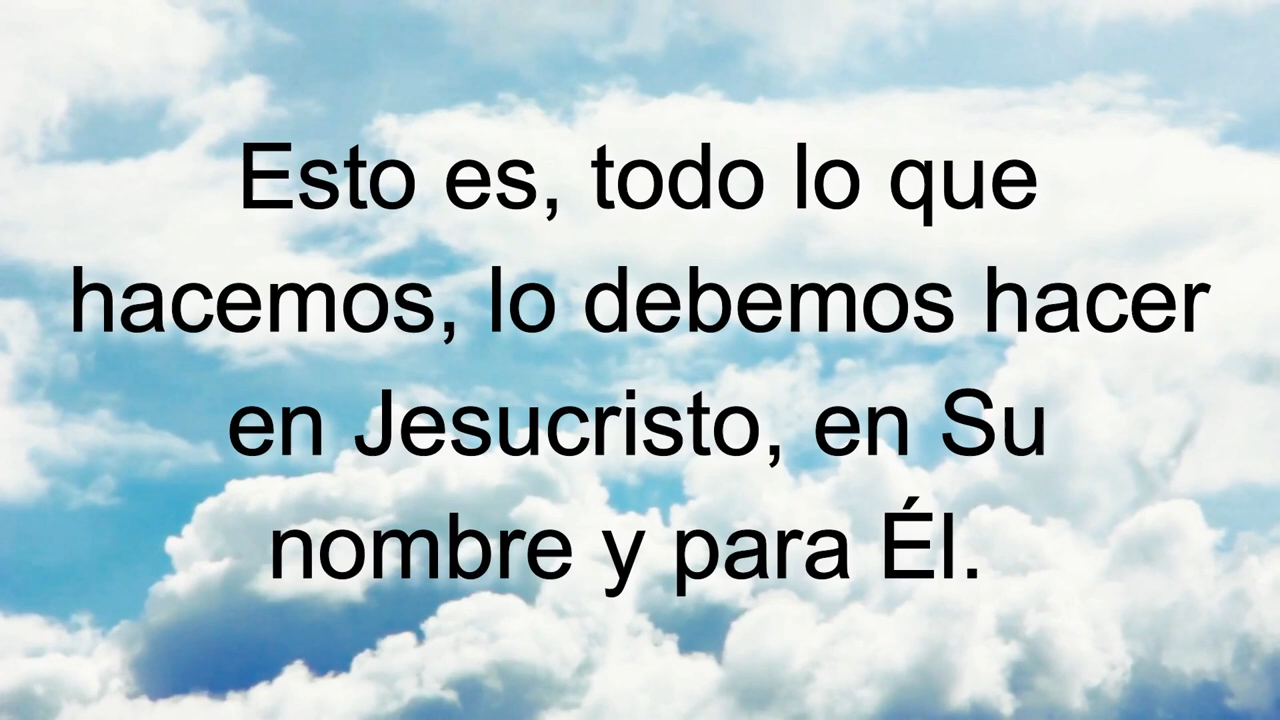 Esto es, todo lo que
hacemos, lo debemos hacer
en Jesucristo, en Su
nombre y para Él.